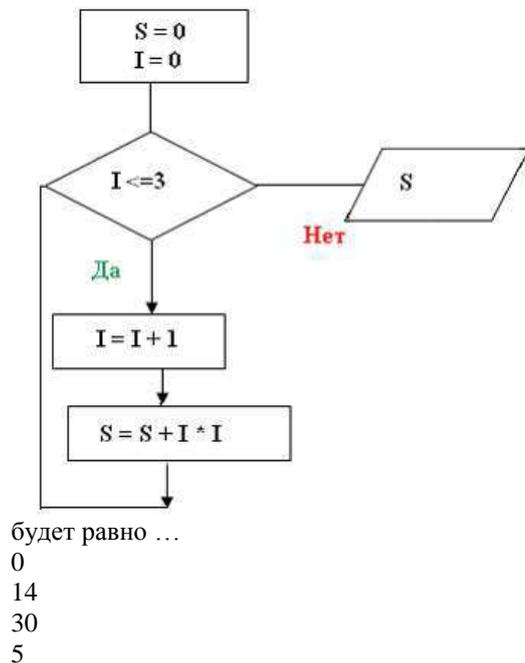 S = 0
I = 0
I <=3
S
Нет
Да
I = I + 1
S = S + I * I
будет равно …
0
14
30
5